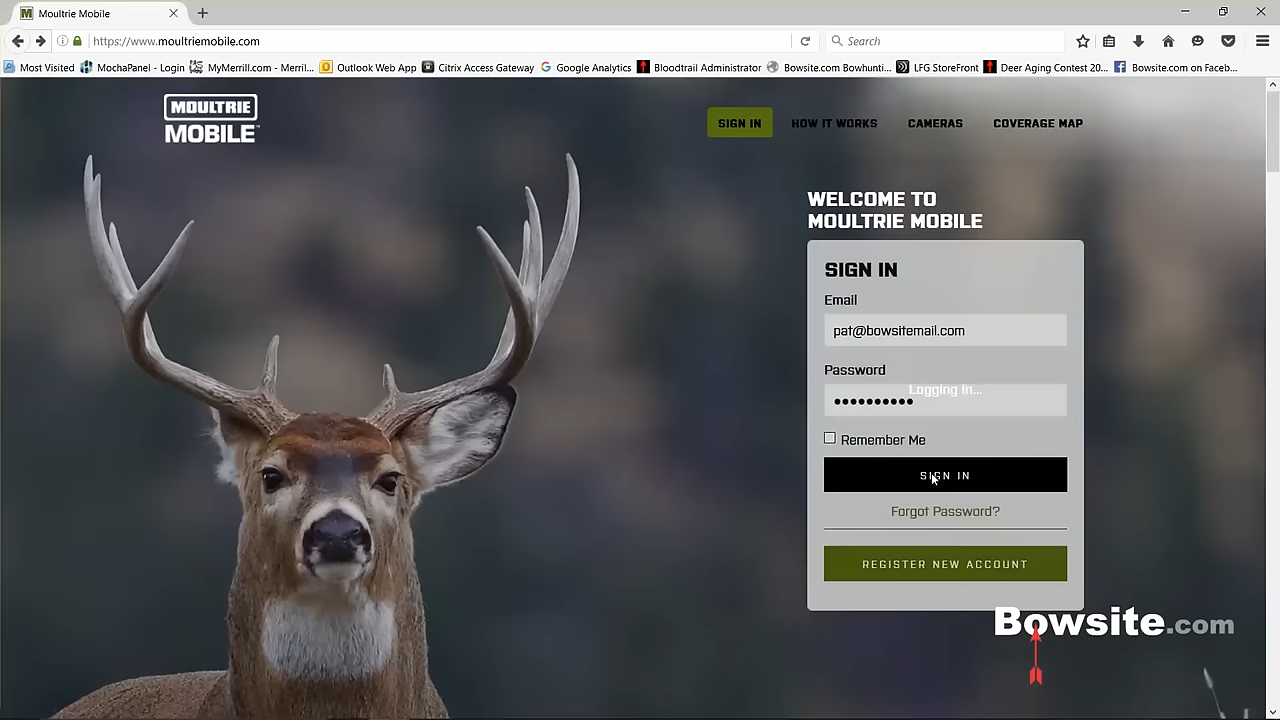 Moultrie Mobile
https://www.moultriemobile.com
Search
Most Visited
MochaPanel - Login
MyMerrill.com - Merril...
Outlook Web App
Citrix Access Gateway
Google Analytics
Bloodtrail Administrator
Bowsite.com Bowhunti...
LFG StoreFront
Deer Aging Contest 20...
Bowsite.com on Faceb...
MOULTRIE
MOBILE™
SIGN IN
HOW IT WORKS
CAMERAS
COVERAGE MAP
WELCOME TO
MOULTRIE MOBILE
SIGN IN
Email
pat@bowsitemail.com
Password
Logging In...
Remember Me
SIGN IN
Forgot Password?
REGISTER NEW ACCOUNT
Bowsite.com